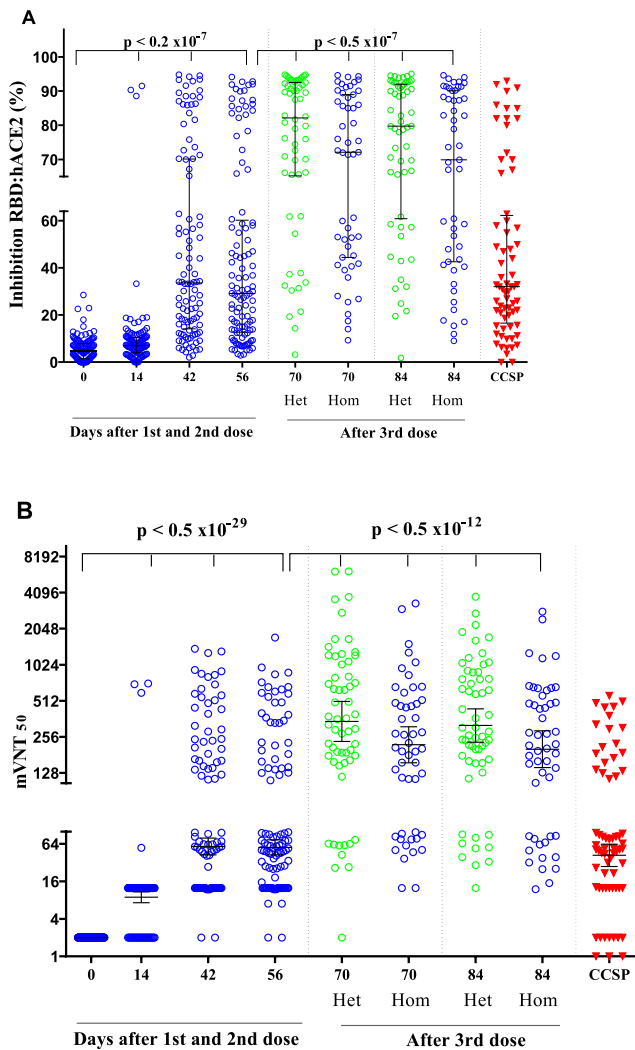 A
p < 0.2 x10-7
p < 0.5 x10-7
Inhibition RBD:hACE2 (%)
100
90
80
70
60
40
20
0
0 14 42 56 70 70 84 84 CCSP
Het Hom Het Hom
Days after 1st and 2nd dose
After 3rd dose
B
p < 0.5 x10-29
p < 0.5 x10-12
mVNT 50
8192
4096
2048
1024
512
256
128
64
16
4
1
0 14 42 56 70 70 84 84 CCSP
Het Hom Het Hom
Days after 1st and 2nd dose
After 3rd dose